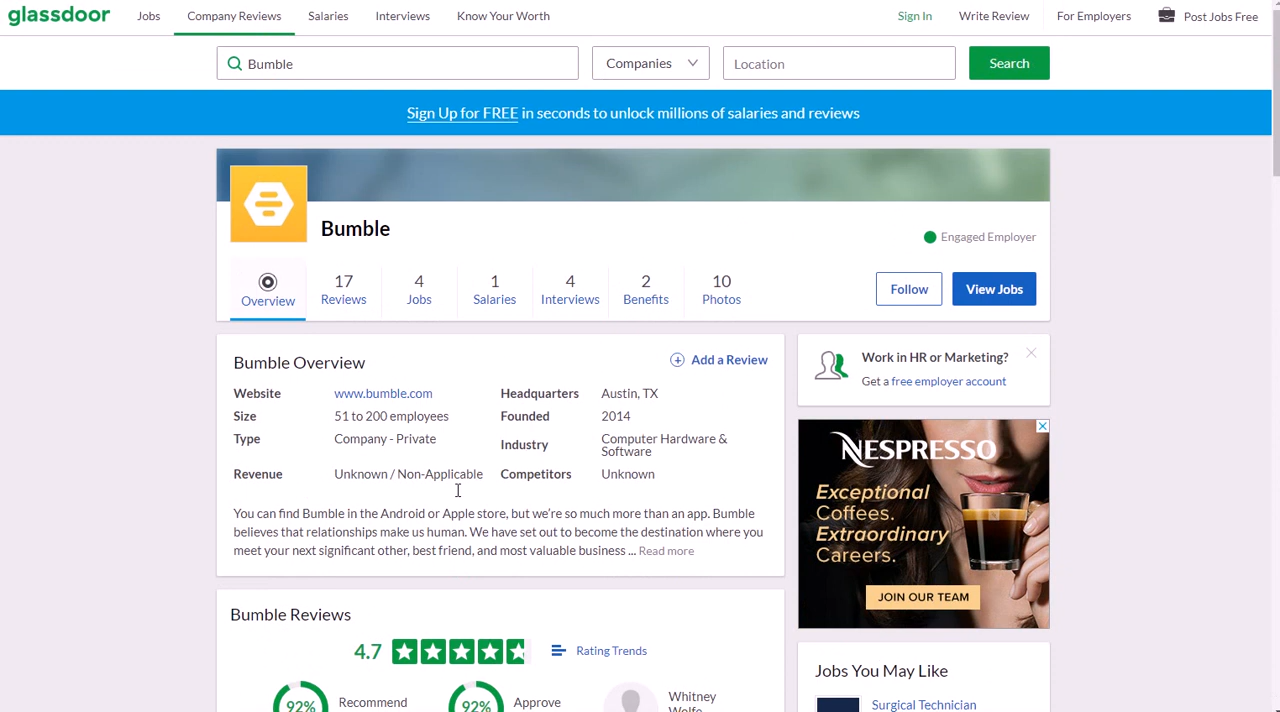 glassdoor Jobs Company Reviews Salaries Interviews Know Your Worth Sign In Write Review For Employers Post Jobs Free
Bumble Companies Location Search
Sign Up for FREE in seconds to unlock millions of salaries and reviews
Bumble
Engaged Employer
17 4 1 4 2 10
Overview Reviews Jobs Salaries Interviews Benefits Photos Follow View Jobs
Bumble Overview + Add a Review
Website www.bumble.com Headquarters Austin, TX
Size 51 to 200 employees Founded 2014
Type Company - Private Industry Computer Hardware &
Software
Revenue Unknown / Non-Applicable Competitors Unknown
You can find Bumble in the Android or Apple store, but we're so much more than an app. Bumble
believes that relationships make us human. We have set out to become the destination where you
meet your next significant other, best friend, and most valuable business ... Read more
Bumble Reviews
4.7 Rating Trends
92% Recommend 92% Approve Whitney
Wolfe
Work in HR or Marketing?
Get a free employer account
NESPRESSO
Exceptional
Coffees.
Extraordinary
Careers.
JOIN OUR TEAM
Jobs You May Like
Surgical Technician